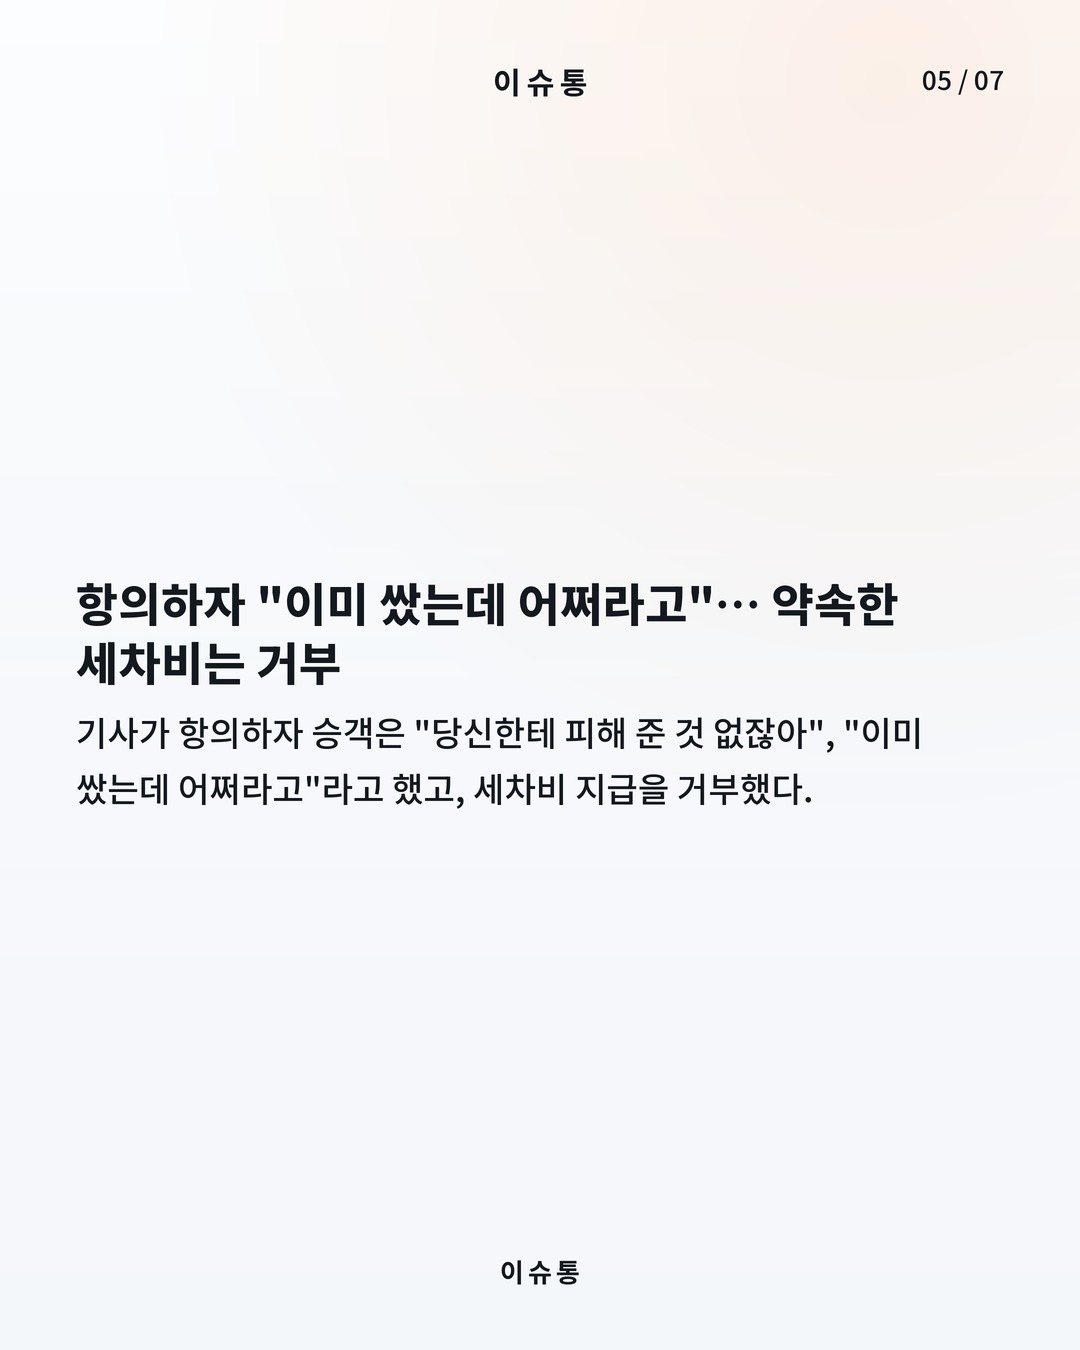 이슈통
05 / 07
항의하자 "이미 쌌는데 어쩌라고"… 약속한
세차비는 거부
기사가 항의하자 승객은 "당신한테 피해 준 것 없잖아", "이미
쌌는데 어쩌라고"라고 했고, 세차비 지급을 거부했다.
이슈통